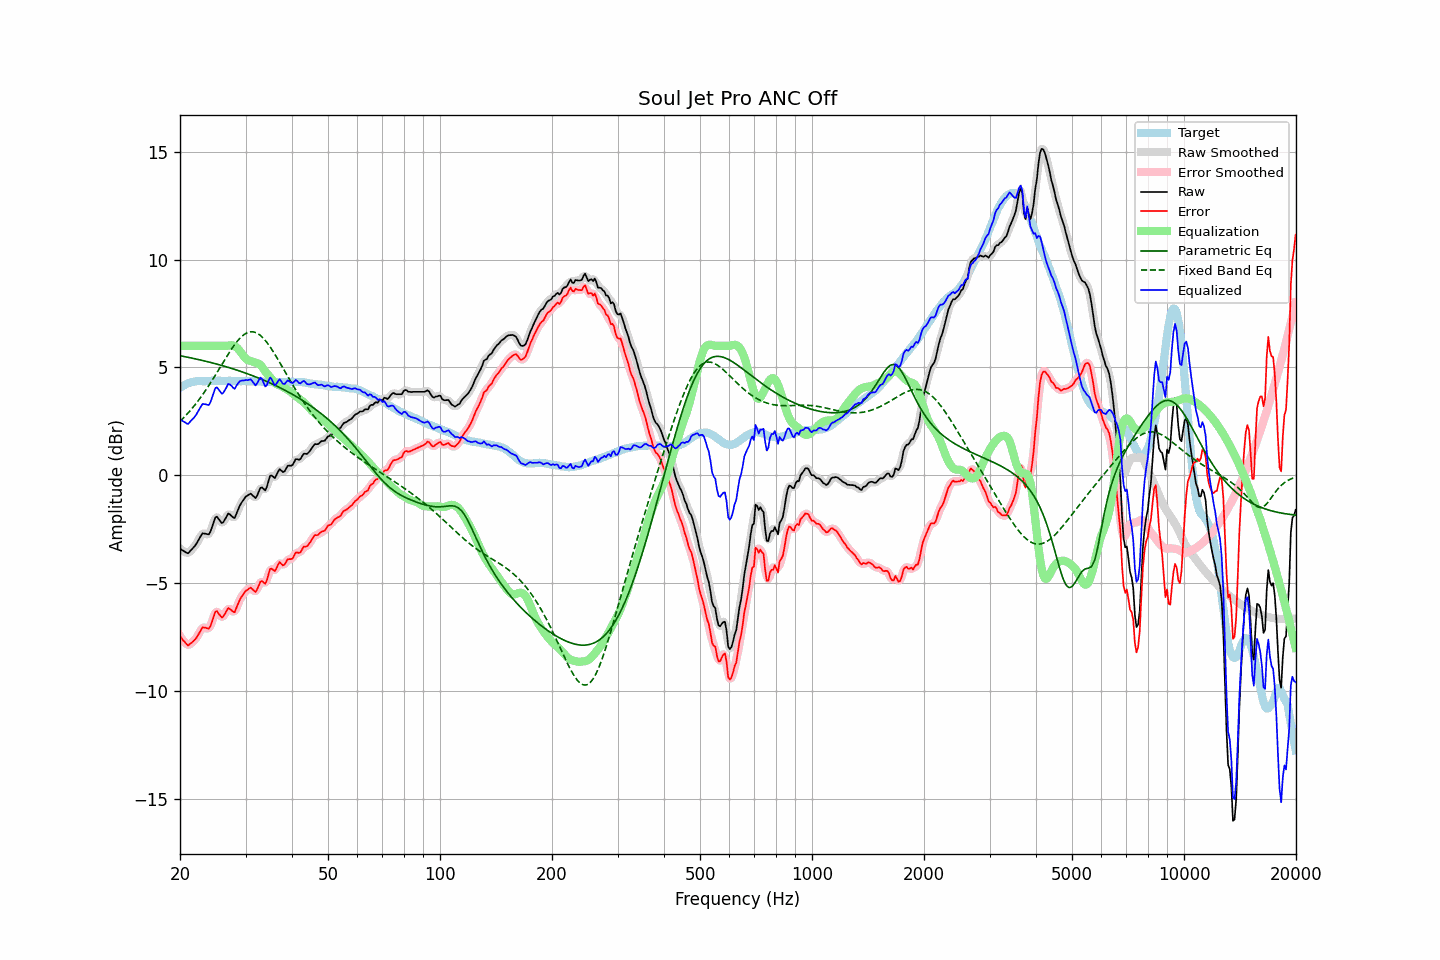 Soul Jet Pro ANC Off
Target
Raw Smoothed
Error Smoothed
Raw
Error
Equalization
Parametric Eq
Fixed Band Eq
Equalized
Amplitude (dBr)
15
10
5
0
−5
−10
−15
20
50
100
200
500
1000
2000
5000
10000
20000
Frequency (Hz)